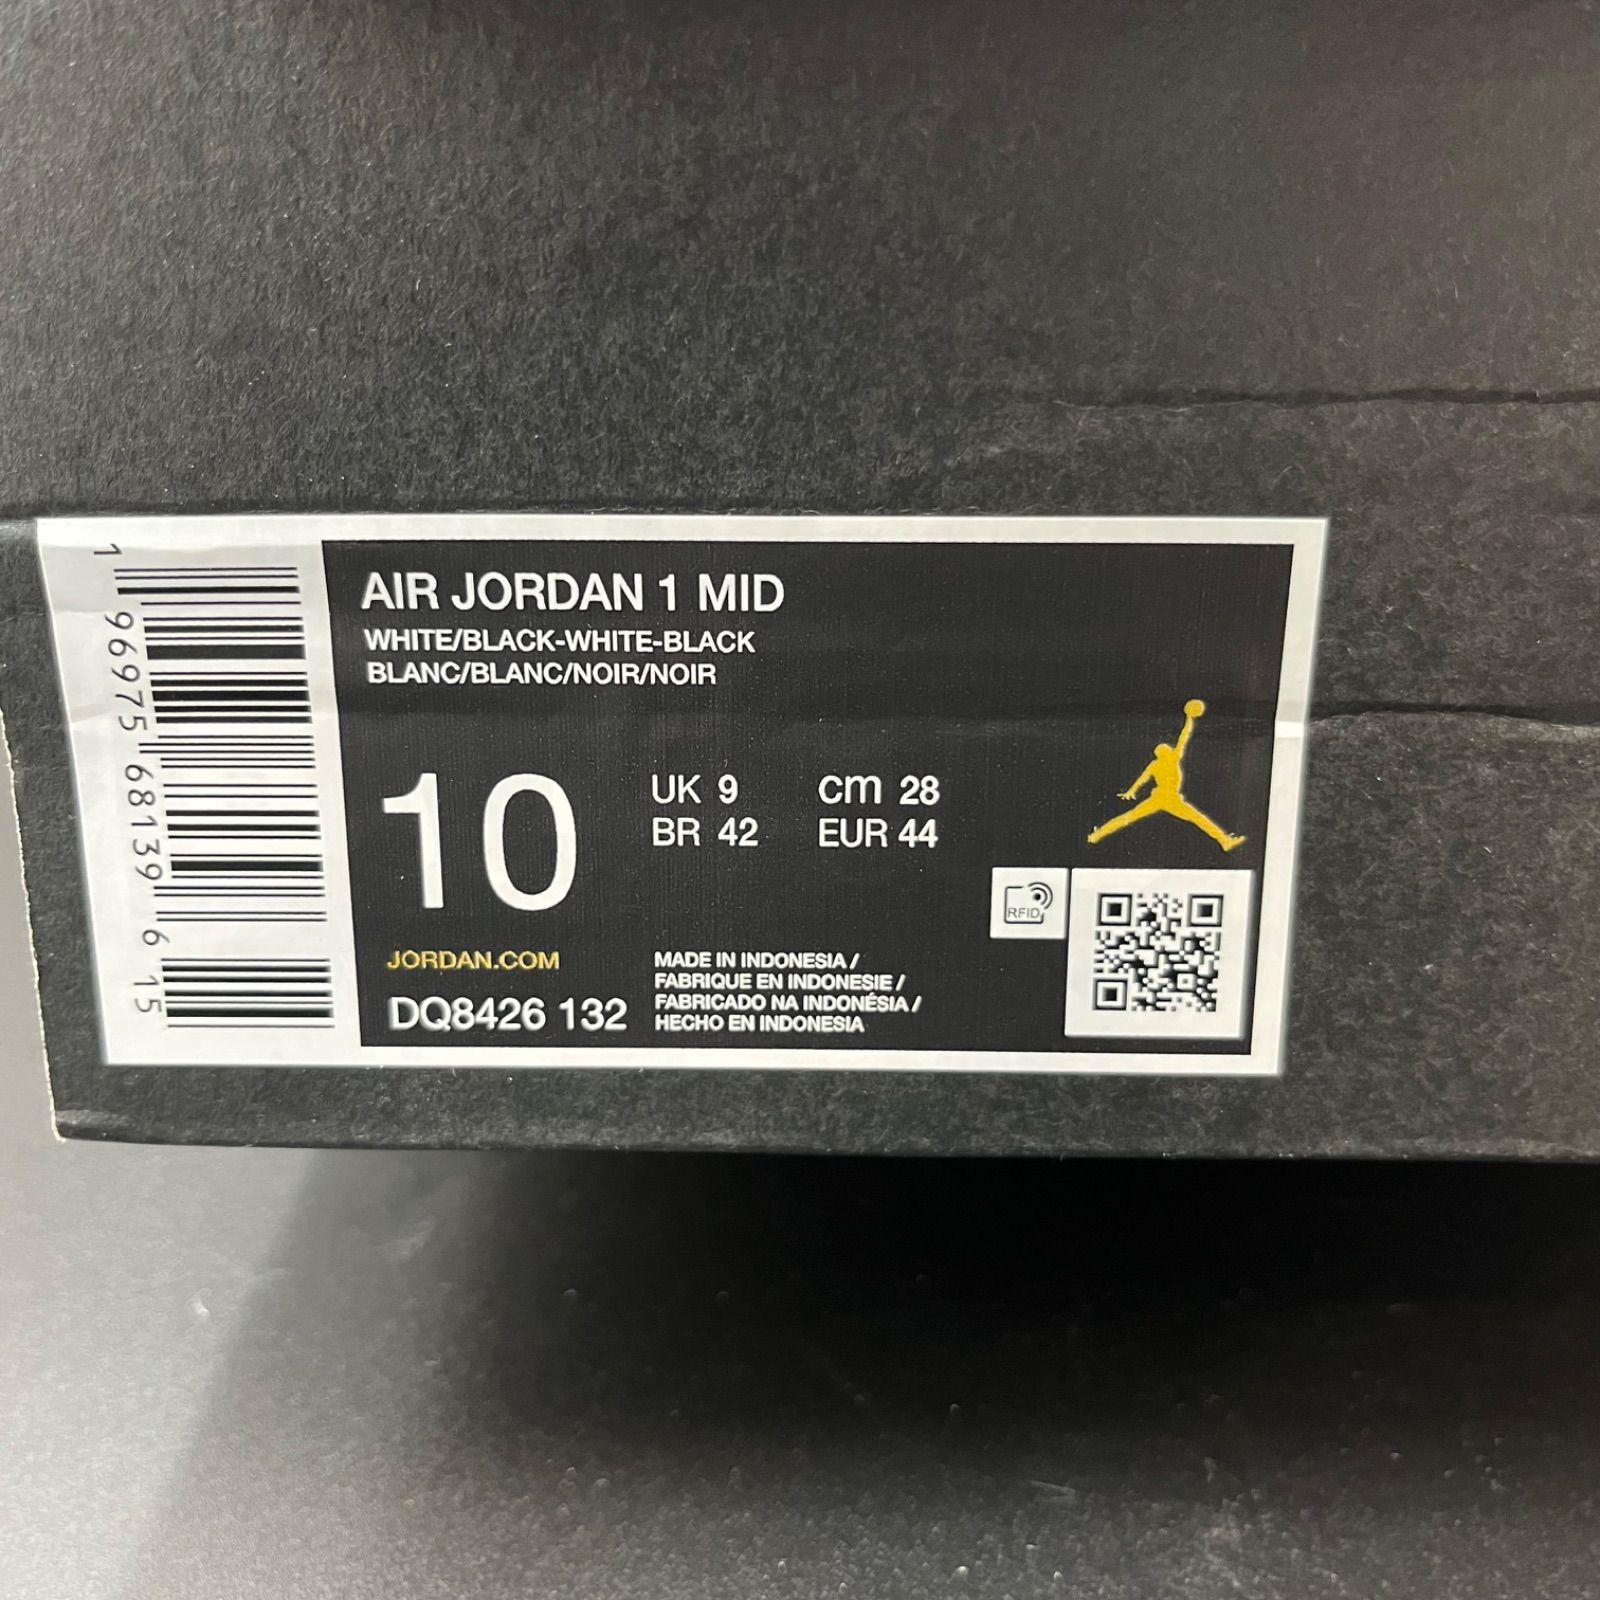 AIR JORDAN 1 MID
WHITE/BLACK-WHITE-BLACK
BLANC/BLANC/NOIR/NOIR
10
UK 9 cm 28
BR 42 EUR 44
RFID
JORDAN.COM
DQ8426 132
MADE IN INDONESIA /
FABRIQUE EN INDONESIE /
FABRICADO NA INDONÉSIA /
HECHO EN INDONESIA
1 96975 68139 6 15